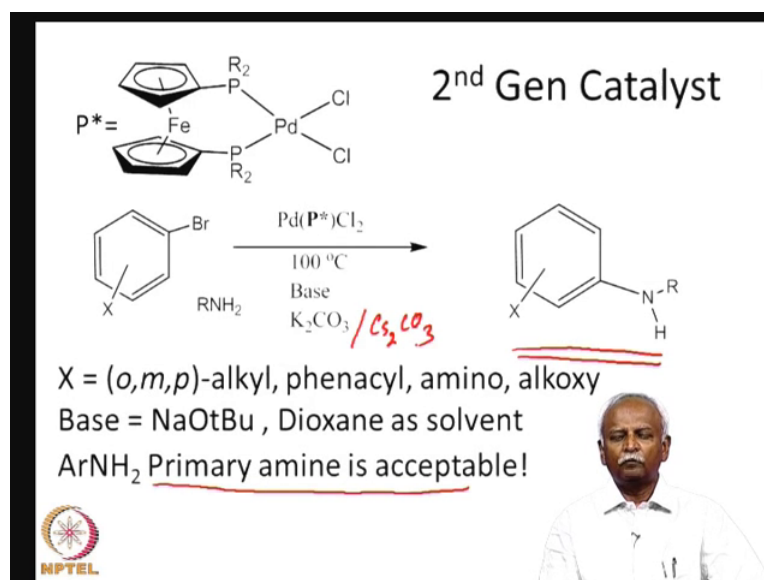 2nd Gen Catalyst
R2
P
Cl
P*=
Fe
Pd
P
Cl
R2
Br
Pd(P*)Cl2
100 °C
X
RNH2
Base
K2CO3 / Cs2CO3
N-R
X
H
X = (o,m,p)-alkyl, phenacyl, amino, alkoxy
Base = NaOtBu , Dioxane as solvent
ArNH2 Primary amine is acceptable!
NPTEL